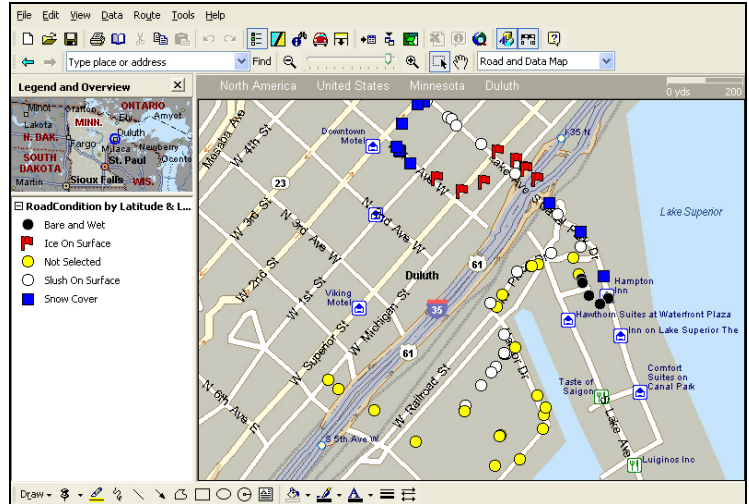 File Edit View Data Route Tools Help
Type place or address Find Road and Data Map
Legend and Overview
North America United States Minnesota Duluth
0 yds 200
Minot Grafton ONTARIO
Lakota MINN. Ely Amyot
N. DAK. Fargo Duluth
Milaca Newberry
SOUTH DAKOTA St. Paul Oconto
Martin Sioux Falls WIS.
RoadCondition by Latitude & L...
Bare and Wet
Ice On Surface
Not Selected
Slush On Surface
Snow Cover
Mesaba Ave
W 4th St
Downtown Motel
I-35 N
Lake Ave
23
Ave W
W 3rd St
N 3rd Ave W
N 2nd Ave W
Lake Superior
W 2nd St
W 1st St
Duluth
61
Viking Motel
W Michigan St
35
Hampton Inn
Hawthorn Suites at Waterfront Plaza
Inn on Lake Superior The
W Superior St
61
Comfort Suites on Canal Park
N 6th Ave W
W Railroad St
Taste of Saigon
S 5th Ave W
Lake Ave
Luiginos Inc
Draw